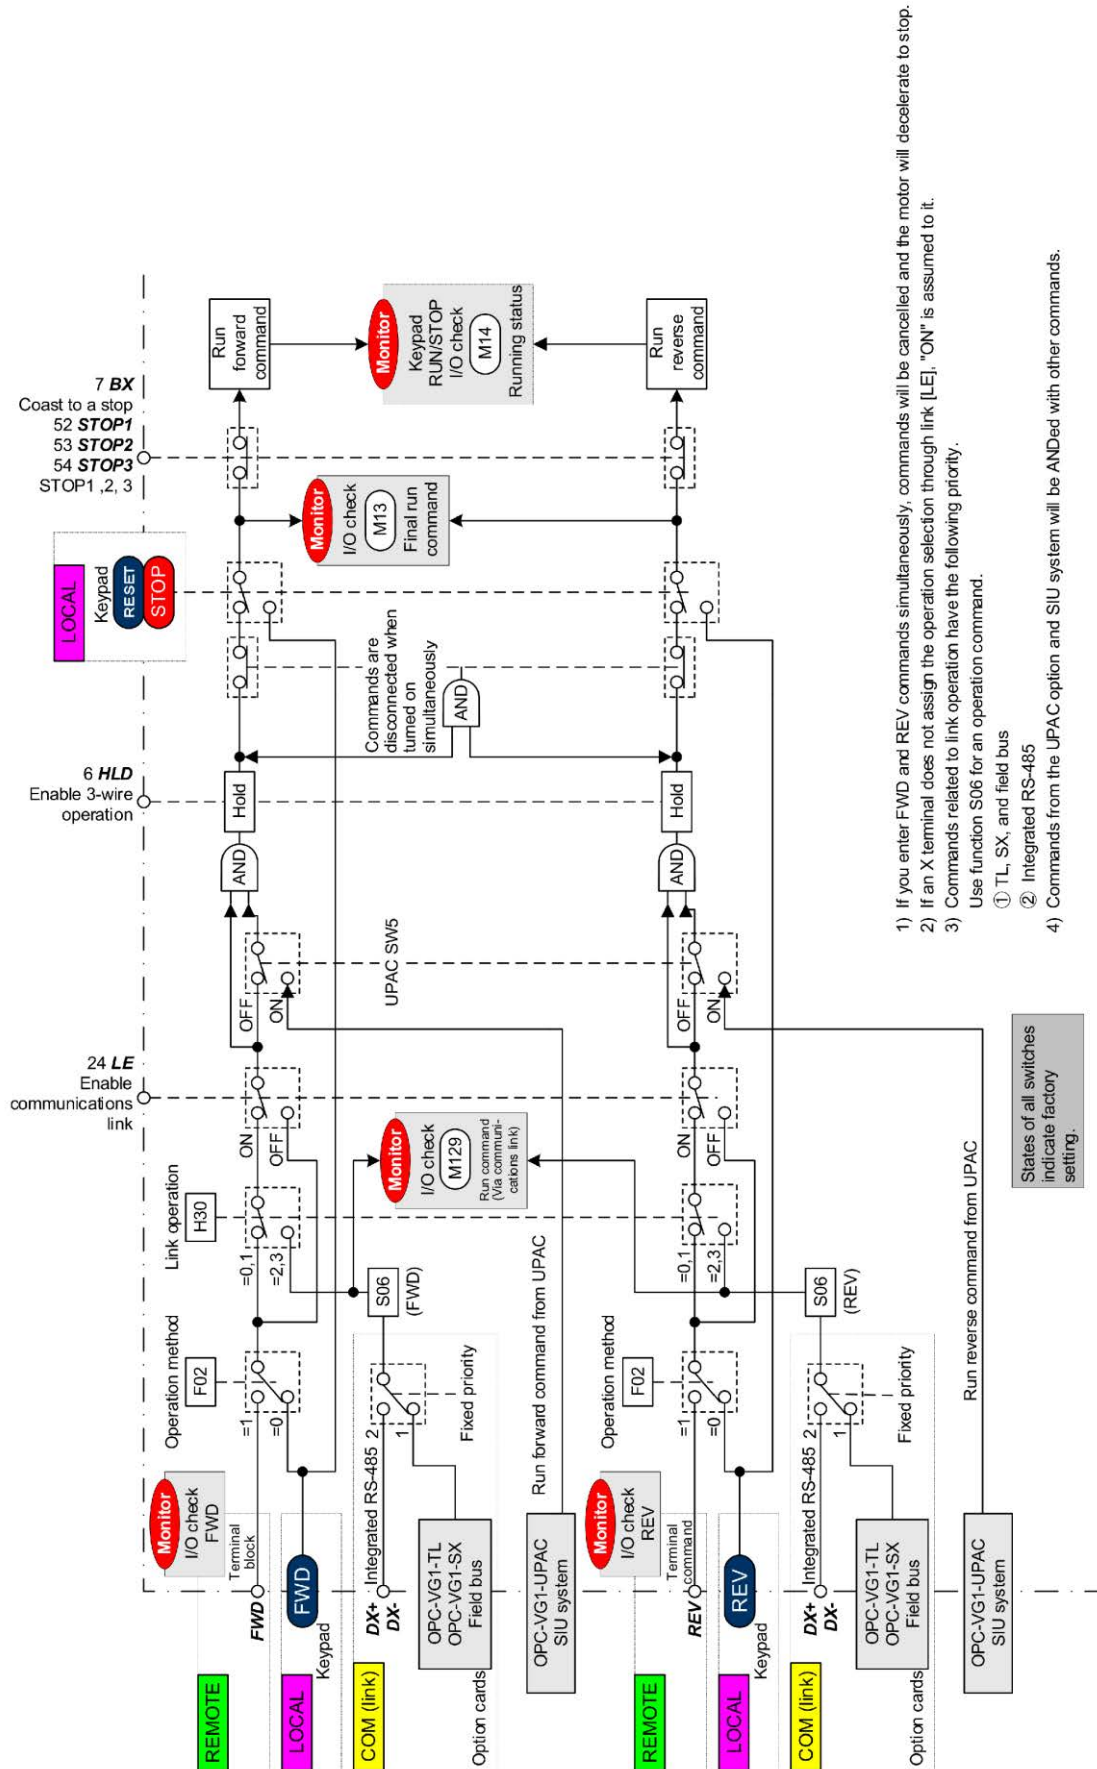 7 BX
Coast to a stop
52 STOP1
53 STOP2
54 STOP3
STOP1 ,2, 3
LOCAL
Keypad
RESET
STOP
6 HLD
Enable 3-wire
operation
24 LE
Enable
communications
link
Link operation
H30
Operation method
F02
Monitor
I/O check
FWD
REMOTE
FWD
Terminal
block
=1
=0
=0,1
=2,3
ON
OFF
OFF
ON
AND
Hold
Run
forward
command
LOCAL
FWD
Keypad
COM (link)
DX+
DX-
Integrated RS-485
2
1
Fixed priority
S06
(FWD)
OPC-VG1-TL
OPC-VG1-SX
Field bus
Option cards
OPC-VG1-UPAC
SIU system
Run forward command from UPAC
Monitor
I/O check
M129
Run command
(Via communi-
cations link)
UPAC SW5
Commands are
disconnected when
turned on
simultaneously
AND
Monitor
I/O check
M13
Final run
command
Monitor
Keypad
RUN/STOP
I/O check
M14
Running status
Monitor
I/O check
REV
Operation method
F02
REMOTE
REV
Terminal
command
=1
=0
=0,1
=2,3
ON
OFF
OFF
ON
AND
Hold
Run
reverse
command
LOCAL
REV
Keypad
COM (link)
DX+
DX-
Integrated RS-485
2
1
Fixed priority
S06
(REV)
OPC-VG1-TL
OPC-VG1-SX
Field bus
Option cards
OPC-VG1-UPAC
SIU system
Run reverse command from UPAC
States of all switches
indicate factory
setting.
1) If you enter FWD and REV commands simultaneously, commands will be cancelled and the motor will decelerate to stop.
2) If an X terminal does not assign the operation selection through link [LE], "ON" is assumed to it.
3) Commands related to link operation have the following priority.
Use function S06 for an operation command.
① TL, SX, and field bus
② Integrated RS-485
4) Commands from the UPAC option and SIU system will be ANDed with other commands.